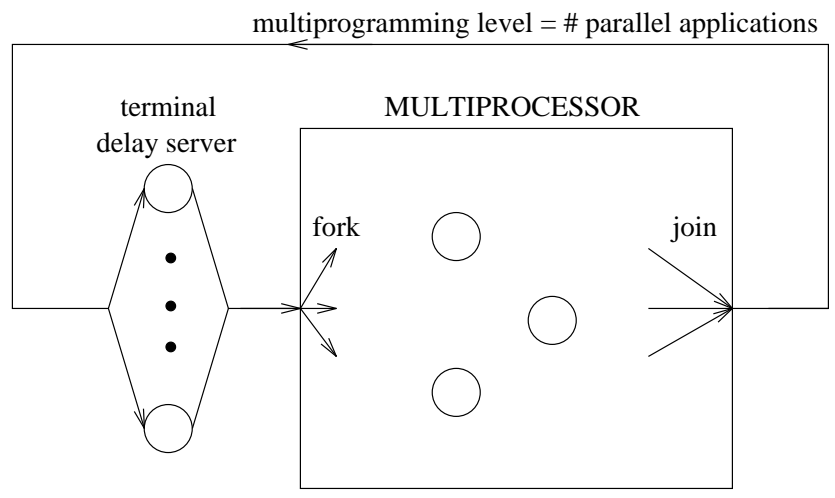 multiprogramming level = # parallel applications
terminal
delay server
MULTIPROCESSOR
fork
join